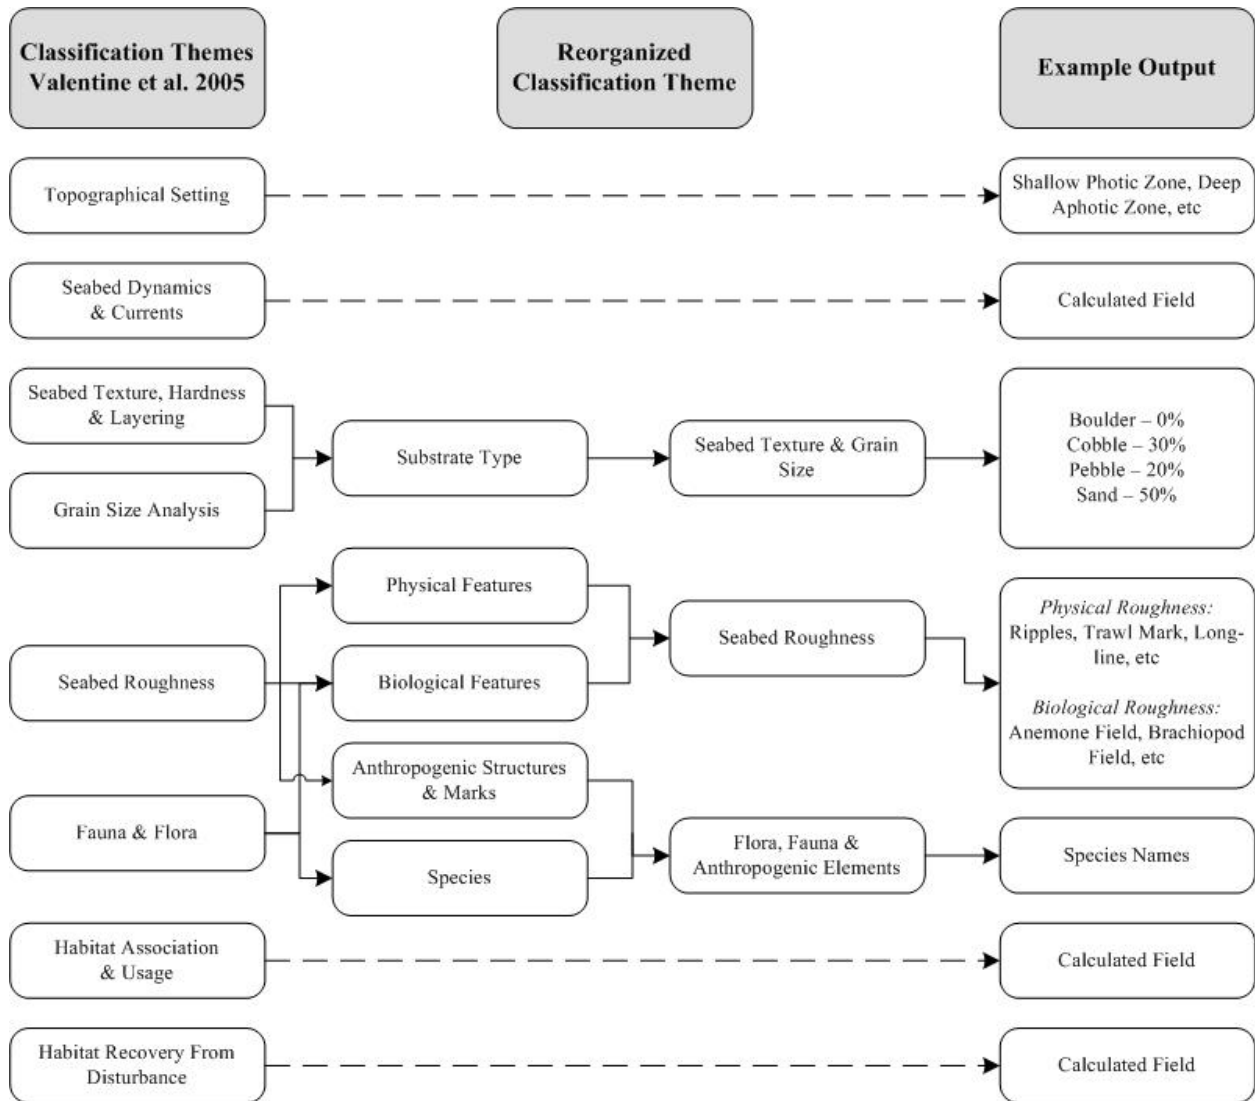 Classification Themes
Valentine et al. 2005
Reorganized
Classification Theme
Example Output
Topographical Setting
Shallow Photic Zone, Deep
Aphotic Zone, etc
Seabed Dynamics
& Currents
Calculated Field
Seabed Texture, Hardness
& Layering
Grain Size Analysis
Substrate Type
Seabed Texture & Grain
Size
Boulder – 0%
Cobble – 30%
Pebble – 20%
Sand – 50%
Seabed Roughness
Fauna & Flora
Physical Features
Biological Features
Anthropogenic Structures
& Marks
Species
Seabed Roughness
Flora, Fauna &
Anthropogenic Elements
Physical Roughness:
Ripples, Trawl Mark, Long-
line, etc
Biological Roughness:
Anemone Field, Brachiopod
Field, etc
Species Names
Habitat Association
& Usage
Calculated Field
Habitat Recovery From
Disturbance
Calculated Field